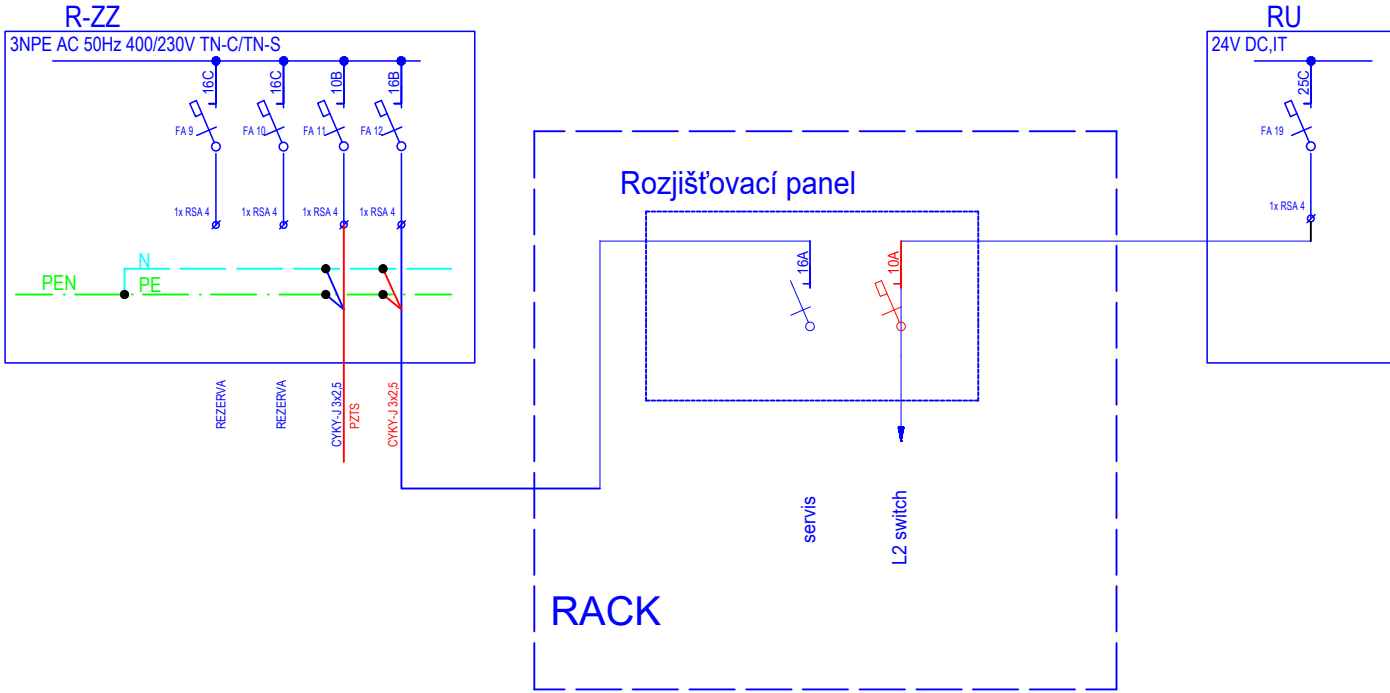 R-ZZ
3NPE AC 50Hz 400/230V TN-C/TN-S
16C
16C
10B
16B
FA 9
FA 10
FA 11
FA 12
1x RSA 4
1x RSA 4
1x RSA 4
1x RSA 4
N
PEN
PE
REZERVA
REZERVA
CYKY-J 3x2,5
PZTS
CYKY-J 3x2,5
Rozjišťovací panel
16A
10A
servis
L2 switch
RACK
RU
24V DC,IT
25C
FA 19
1x RSA 4